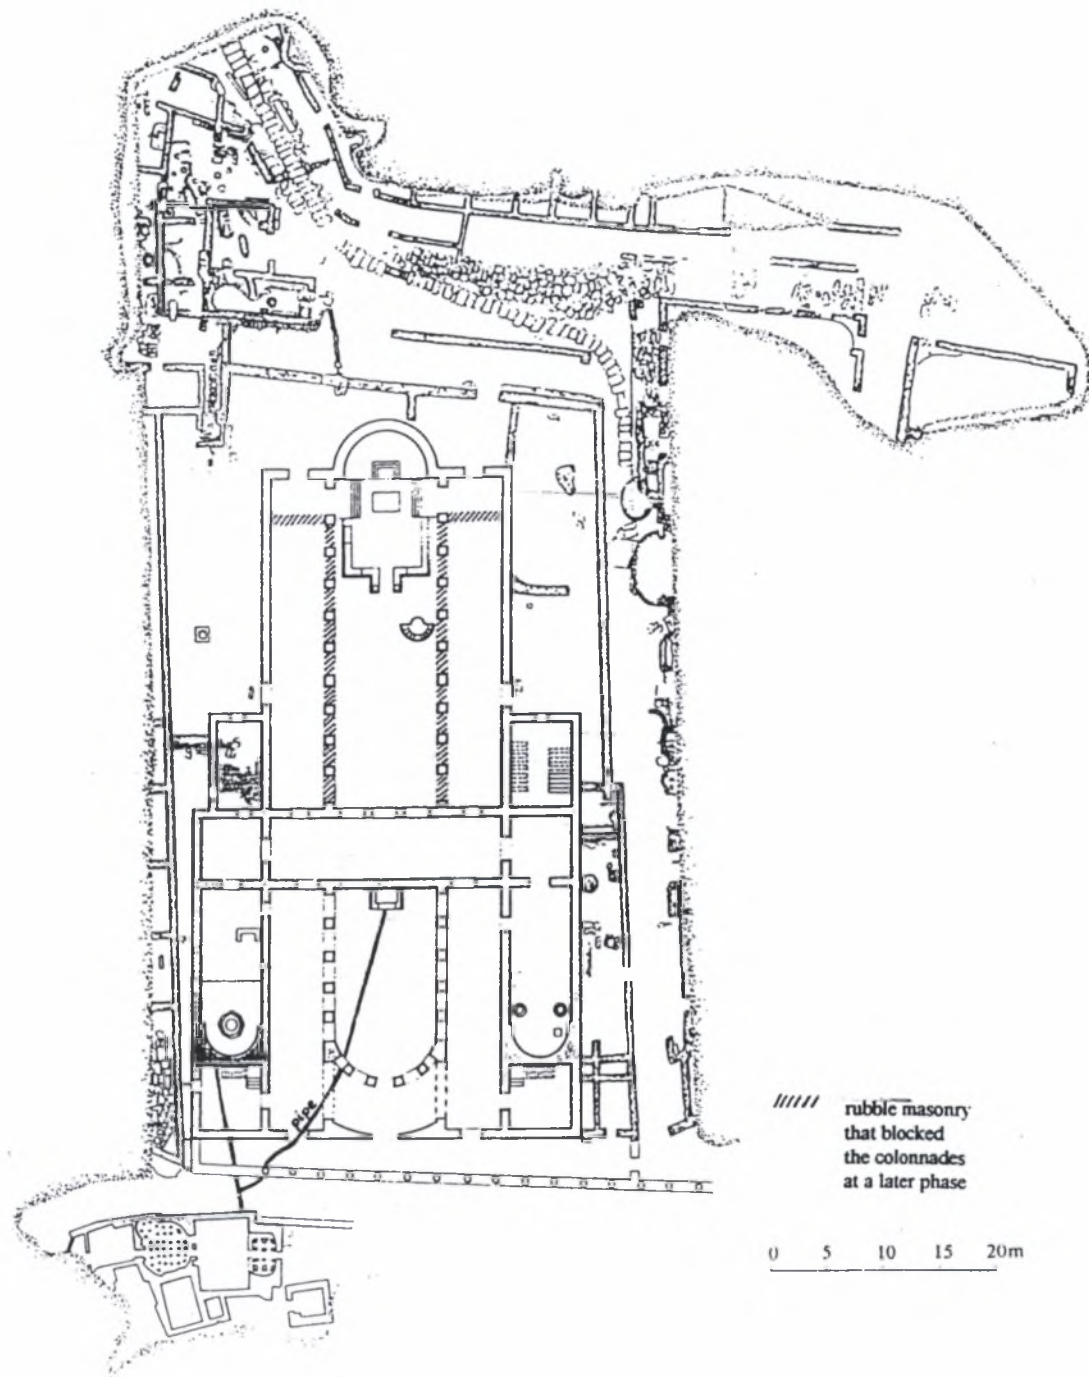 pipe
rubble masonry
that blocked
the colonnades
at a later phase
0 5 10 15 20m